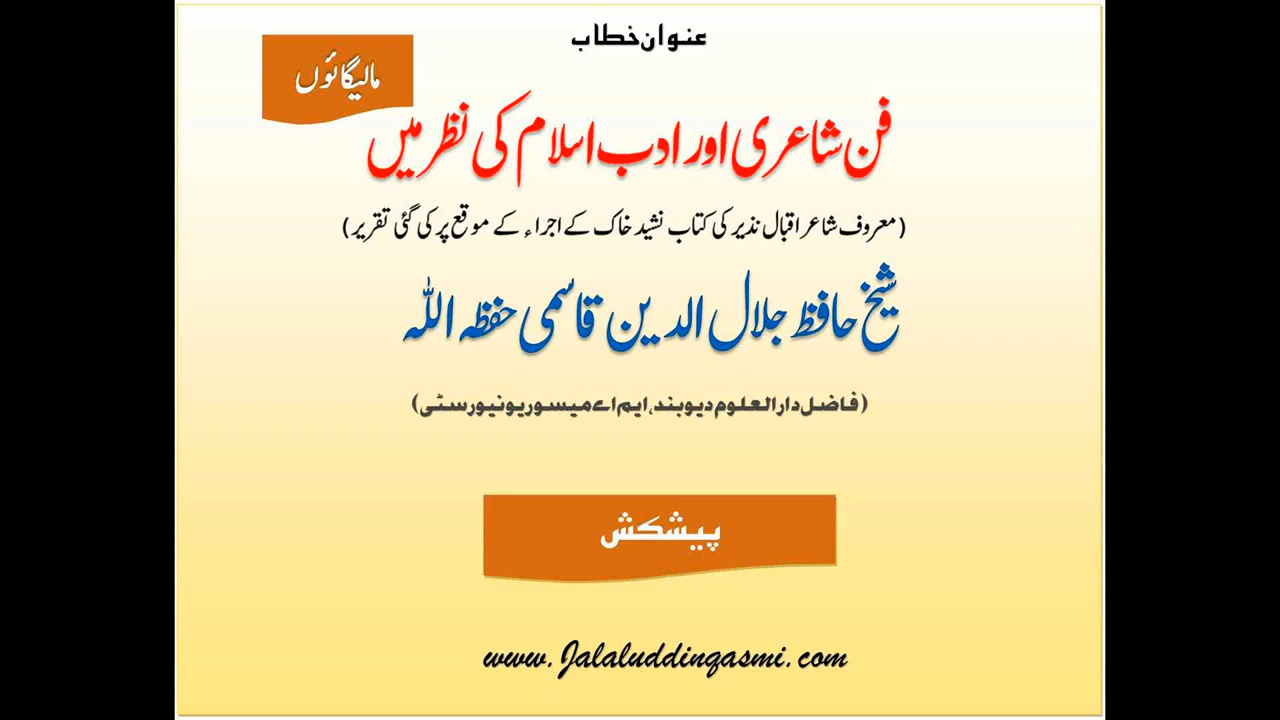 عنوان خطاب
مالیگائوں
فن شاعری اور ادب اسلام کی نظر میں
(معروف شاعر اقبال نذیر کی کتاب نشید خاک کے اجراء کے موقع پر کی گئی تقریر)
شیخ حافظ جلال الدین قاسمی حفظہ اللہ
(فاضل دارالعلوم دیوبند، ایم اے میسور یونیورسٹی)
پیشکش
www.Jalaluddinqasmi.com